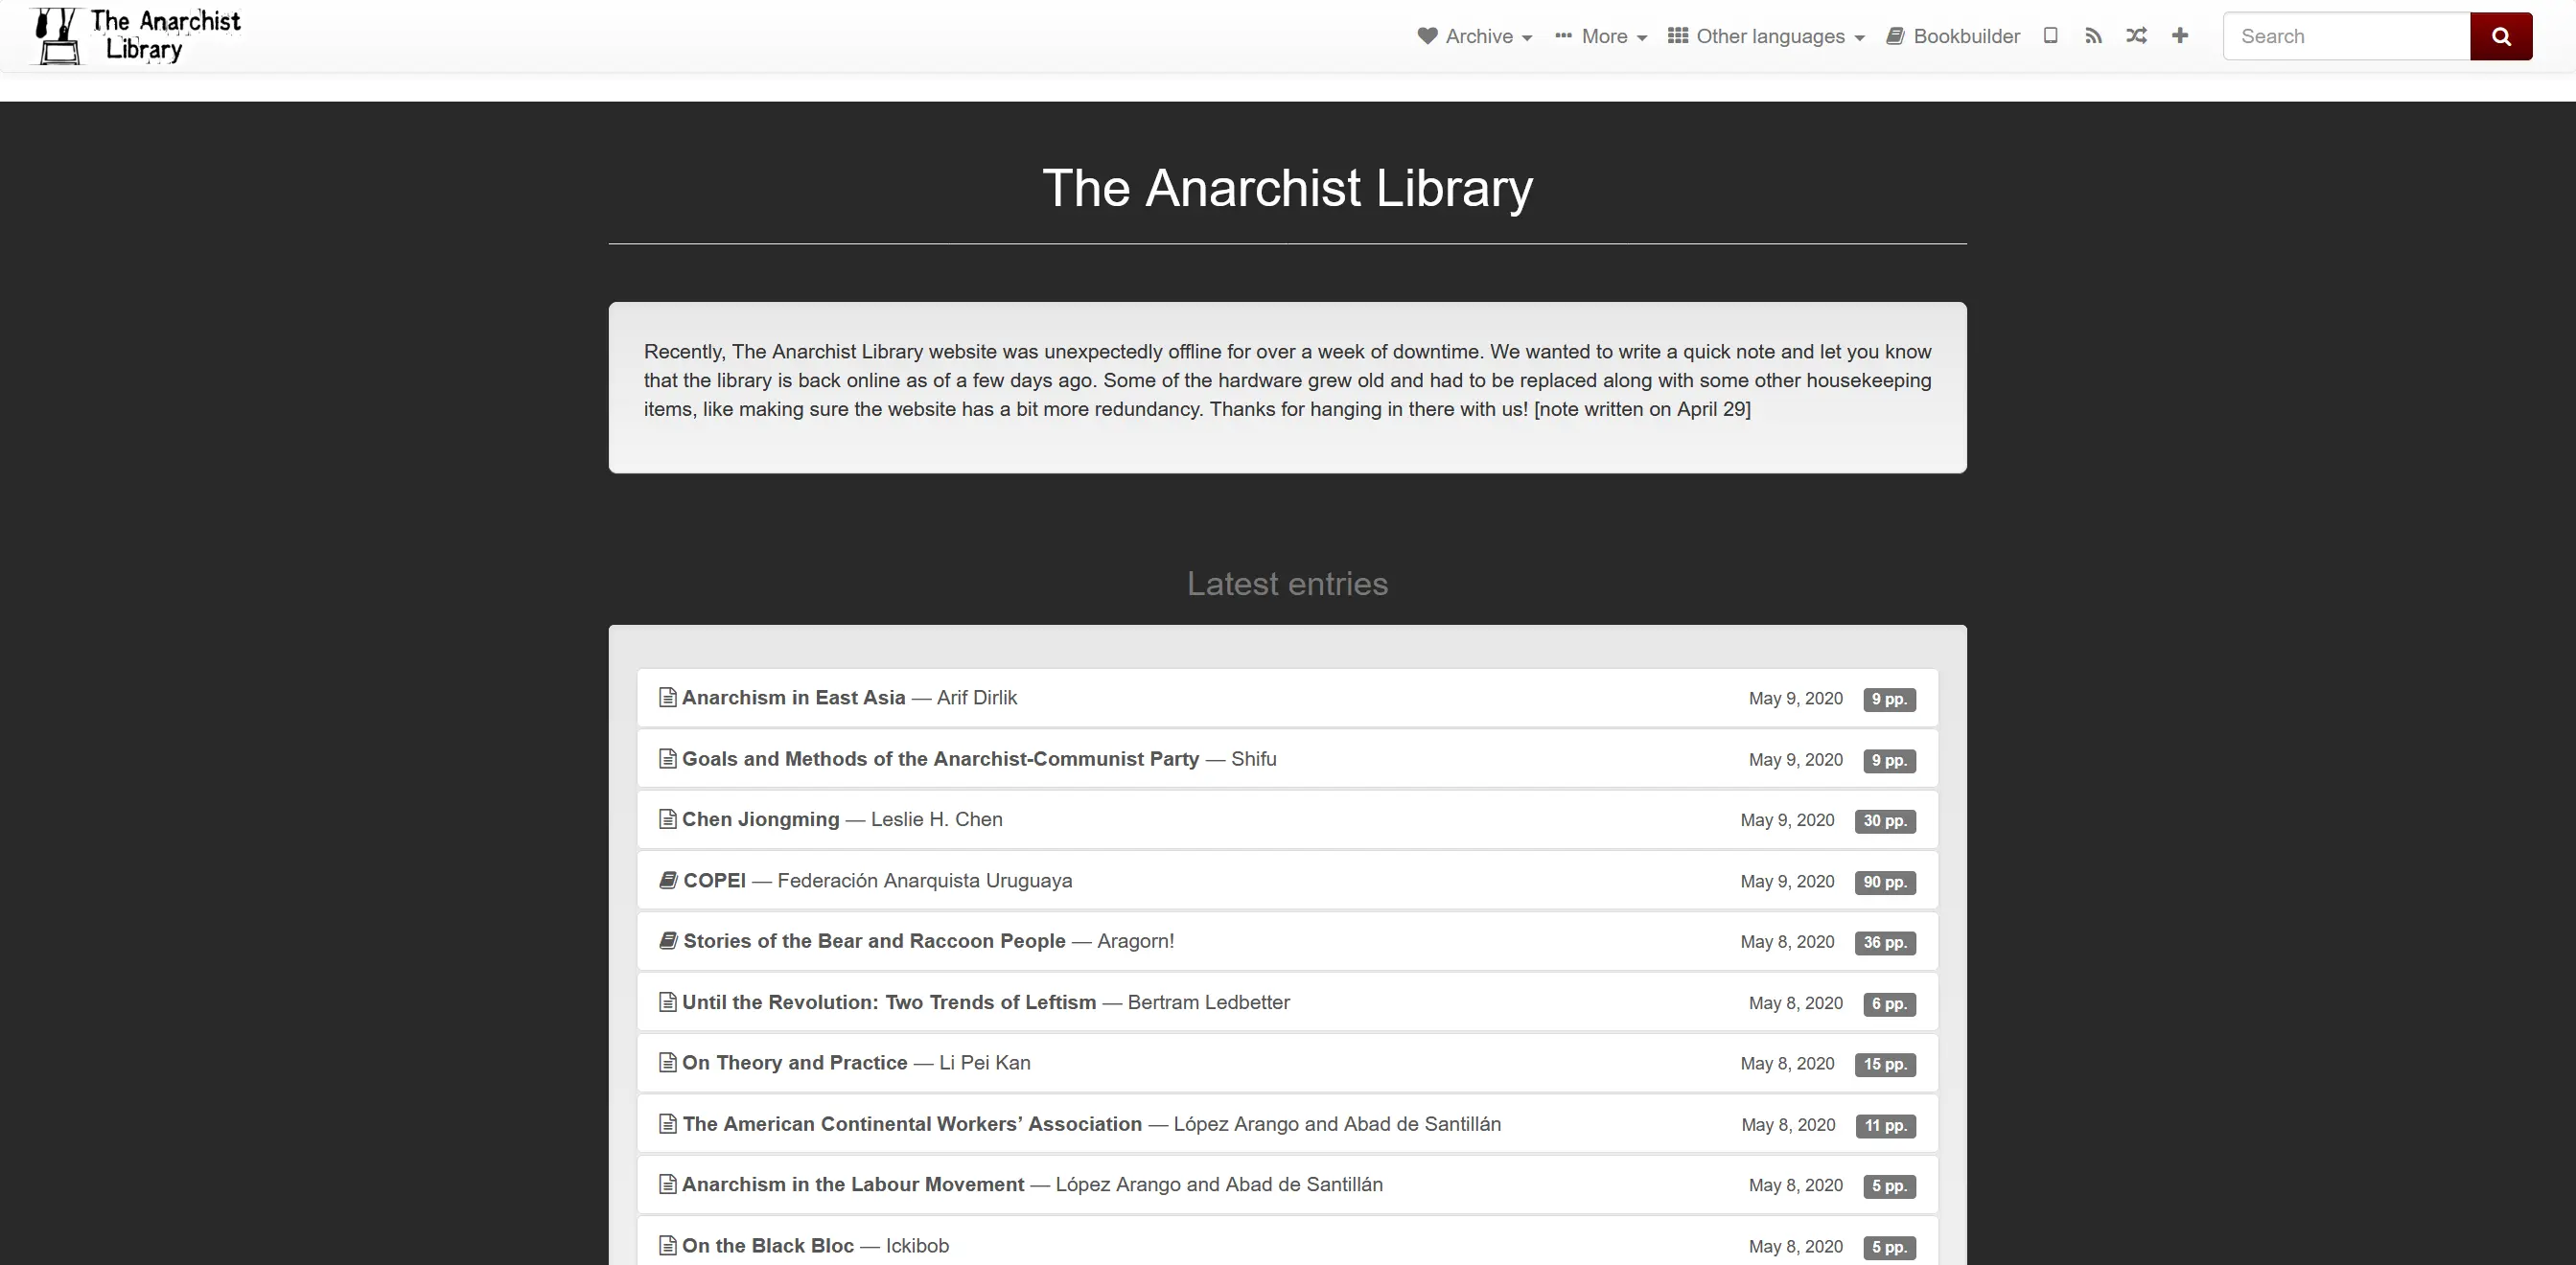 The Anarchist
Library
Archive More Other languages Bookbuilder Search
The Anarchist Library
Recently, The Anarchist Library website was unexpectedly offline for over a week of downtime. We wanted to write a quick note and let you know
that the library is back online as of a few days ago. Some of the hardware grew old and had to be replaced along with some other housekeeping
items, like making sure the website has a bit more redundancy. Thanks for hanging in there with us! [note written on April 29]
Latest entries
Anarchism in East Asia — Arif Dirlik May 9, 2020 9 pp.
Goals and Methods of the Anarchist-Communist Party — Shifu May 9, 2020 9 pp.
Chen Jiongming — Leslie H. Chen May 9, 2020 30 pp.
COPEI — Federación Anarquista Uruguaya May 9, 2020 90 pp.
Stories of the Bear and Raccoon People — Aragorn! May 8, 2020 36 pp.
Until the Revolution: Two Trends of Leftism — Bertram Ledbetter May 8, 2020 6 pp.
On Theory and Practice — Li Pei Kan May 8, 2020 15 pp.
The American Continental Workers’ Association — López Arango and Abad de Santillán May 8, 2020 11 pp.
Anarchism in the Labour Movement — López Arango and Abad de Santillán May 8, 2020 5 pp.
On the Black Bloc — Ickibob May 8, 2020 5 pp.